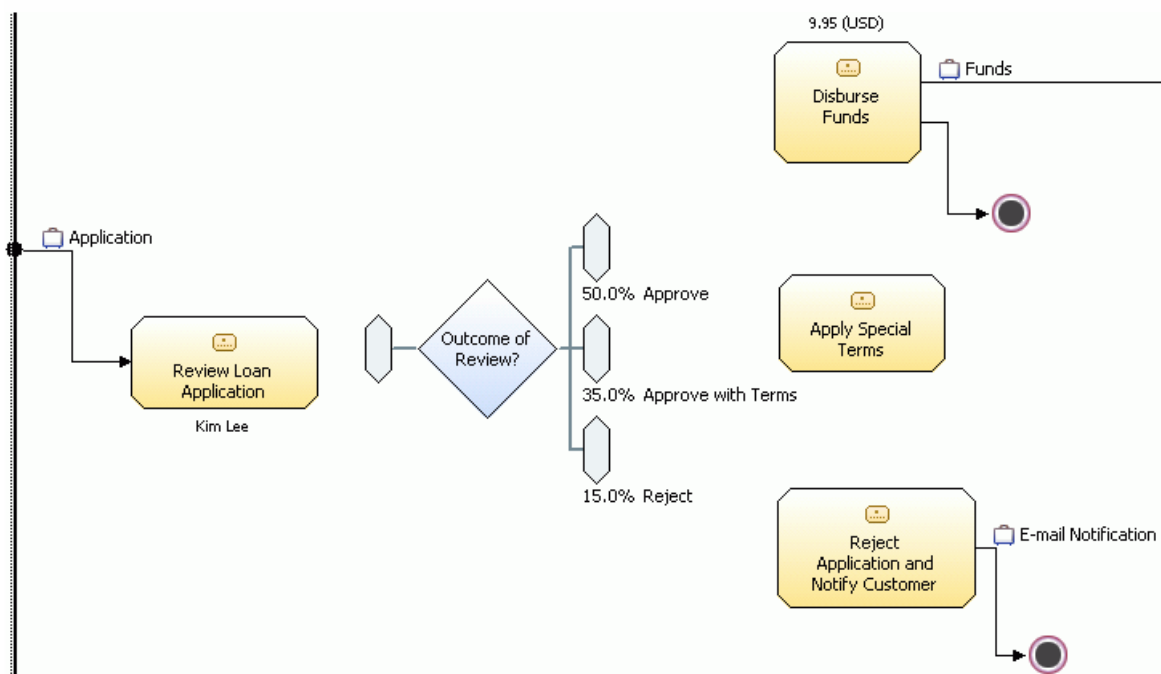 9.95 (USD)
Funds
Disburse
Funds
Application
50.0% Approve
Apply Special
Terms
Outcome of
Review?
Review Loan
Application
35.0% Approve with Terms
Kim Lee
15.0% Reject
E-mail Notification
Reject
Application and
Notify Customer